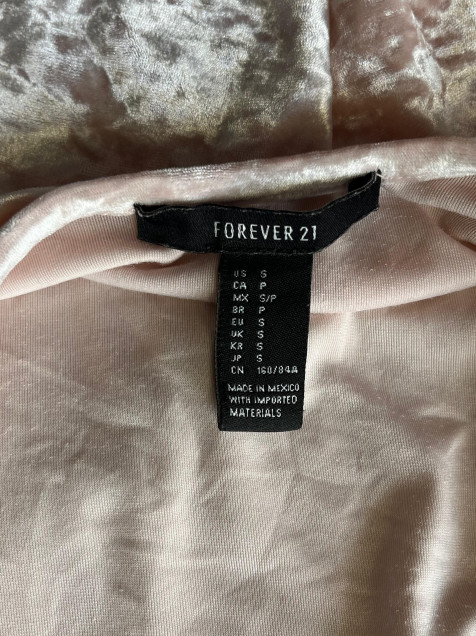 FOREVER 21
US S
CA P
MX S/P
BR P
EU S
UK S
KR S
JP S
CN 160/84A
MADE IN MEXICO
WITH IMPORTED
MATERIALS